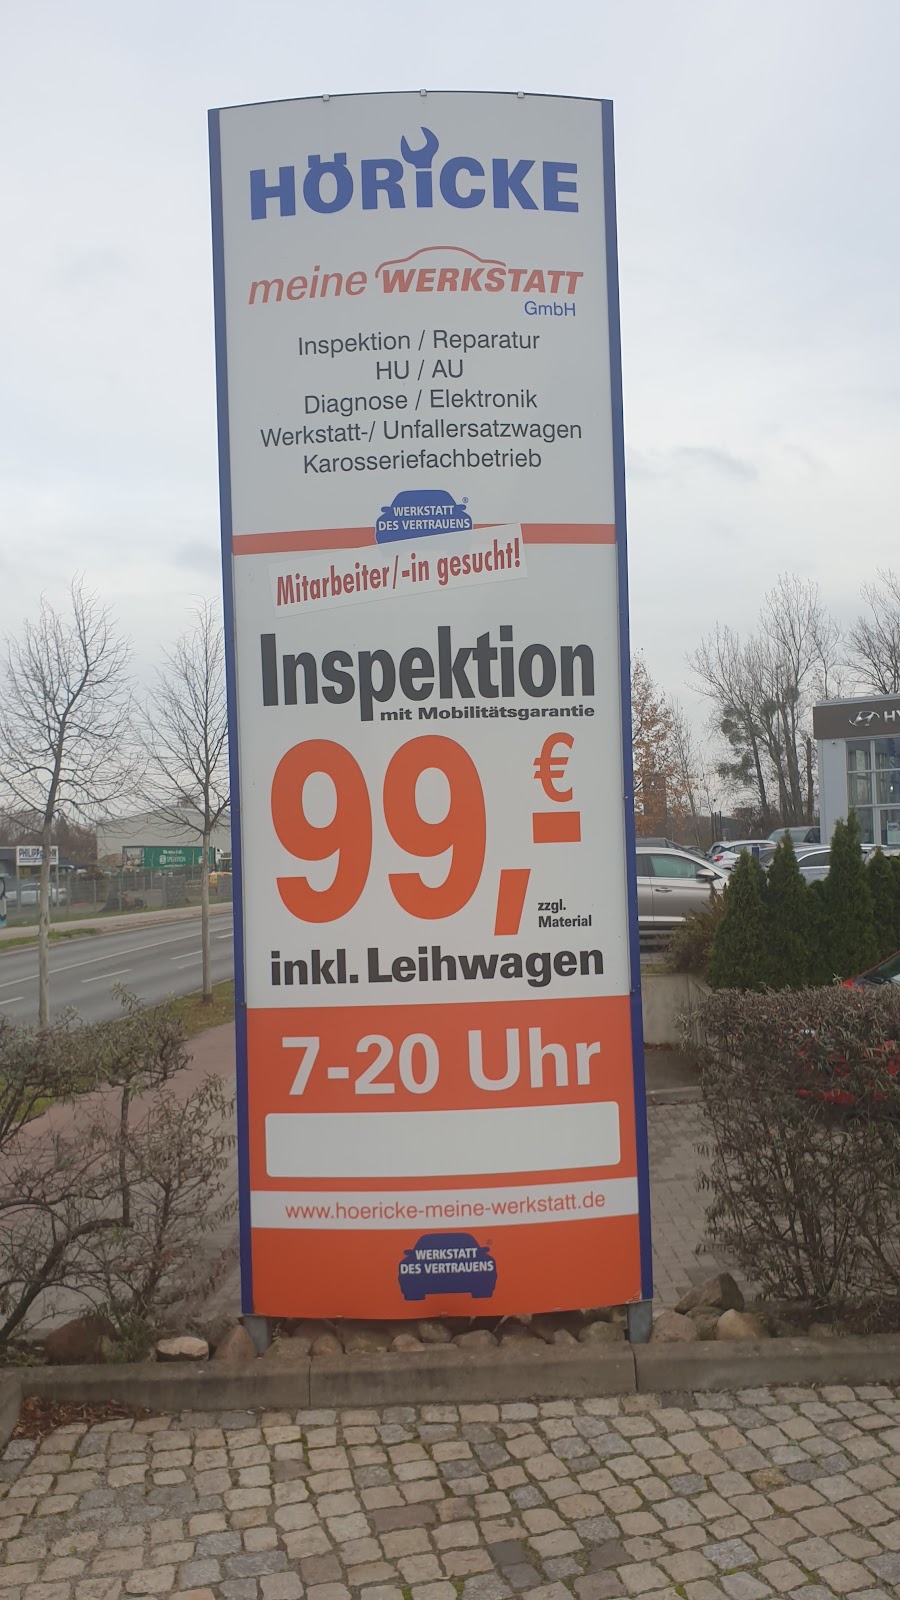 HÖRICKE
meine WERKSTATT
GmbH
Inspektion / Reparatur
HU / AU
Diagnose / Elektronik
Werkstatt-/ Unfallersatzwagen
Karosseriefachbetrieb
WERKSTATT ®
DES VERTRAUENS
Mitarbeiter/-in gesucht!
Inspektion
mit Mobilitätsgarantie
99,- €
zzgl.
Material
inkl. Leihwagen
7-20 Uhr
www.hoericke-meine-werkstatt.de
WERKSTATT ®
DES VERTRAUENS